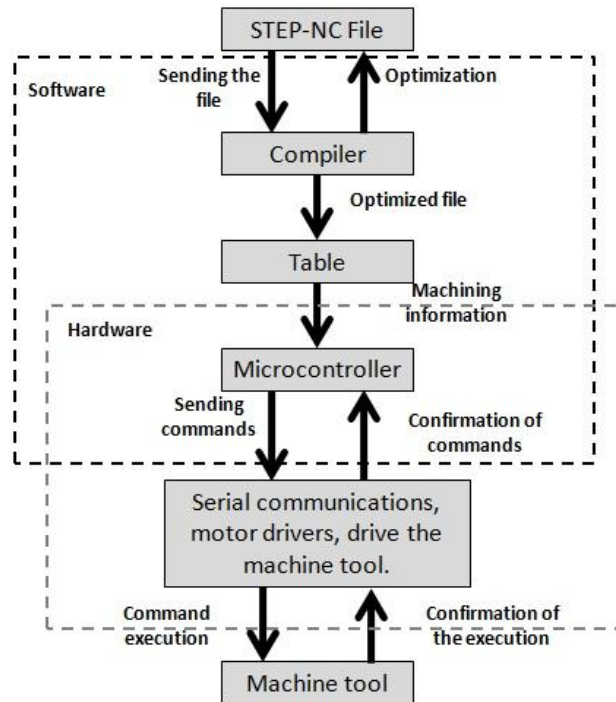 STEP-NC File
Sending the
file
Optimization
Software
Compiler
Optimized file
Table
Machining
information
Hardware
Microcontroller
Sending
commands
Confirmation of
commands
Serial communications,
motor drivers, drive the
machine tool.
Command
execution
Confirmation of
the execution
Machine tool